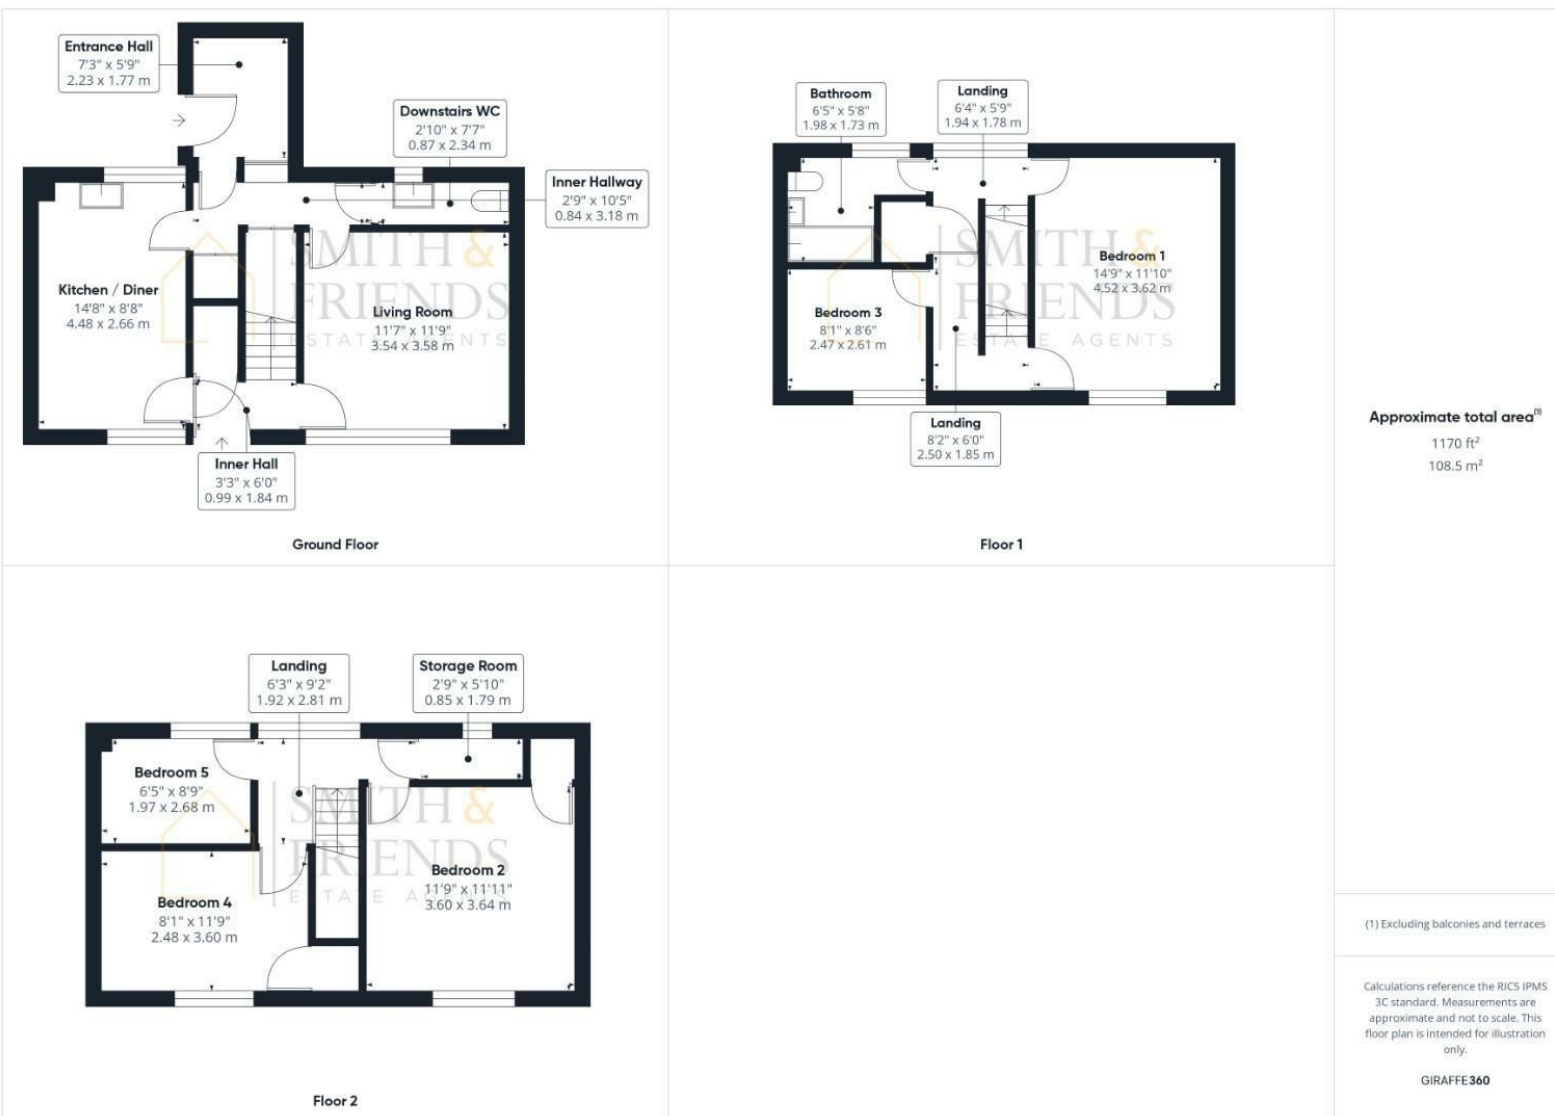 Entrance Hall
7'3" x 5'9"
2.23 x 1.77 m
Downstairs WC
2'10" x 7'7"
0.87 x 2.34 m
Inner Hallway
2'9" x 10'5"
0.84 x 3.18 m
Kitchen / Diner
14'8" x 8'8"
4.48 x 2.66 m
Living Room
11'7" x 11'9"
3.54 x 3.58 m
SMITH &
FRIENDS
ESTATE AGENTS
Inner Hall
3'3" x 6'0"
0.99 x 1.84 m
Ground Floor
Bathroom
6'5" x 5'8"
1.98 x 1.73 m
Landing
6'4" x 5'9"
1.94 x 1.78 m
Bedroom 1
14'9" x 11'10"
4.52 x 3.62 m
Bedroom 3
8'1" x 8'6"
2.47 x 2.61 m
SMITH &
FRIENDS
ESTATE AGENTS
Landing
8'2" x 6'0"
2.50 x 1.85 m
Floor 1
Landing
6'3" x 9'2"
1.92 x 2.81 m
Storage Room
2'9" x 5'10"
0.85 x 1.79 m
Bedroom 5
6'5" x 8'9"
1.97 x 2.68 m
SMITH &
FRIENDS
ESTATE AGENTS
Bedroom 2
11'9" x 11'11"
3.60 x 3.64 m
Bedroom 4
8'1" x 11'9"
2.48 x 3.60 m
Floor 2
Approximate total area(1)
1170 ft²
108.5 m²
(1) Excluding balconies and terraces
Calculations reference the RICS IPMS
3C standard. Measurements are
approximate and not to scale. This
floor plan is intended for illustration
only.
GIRAFFE360